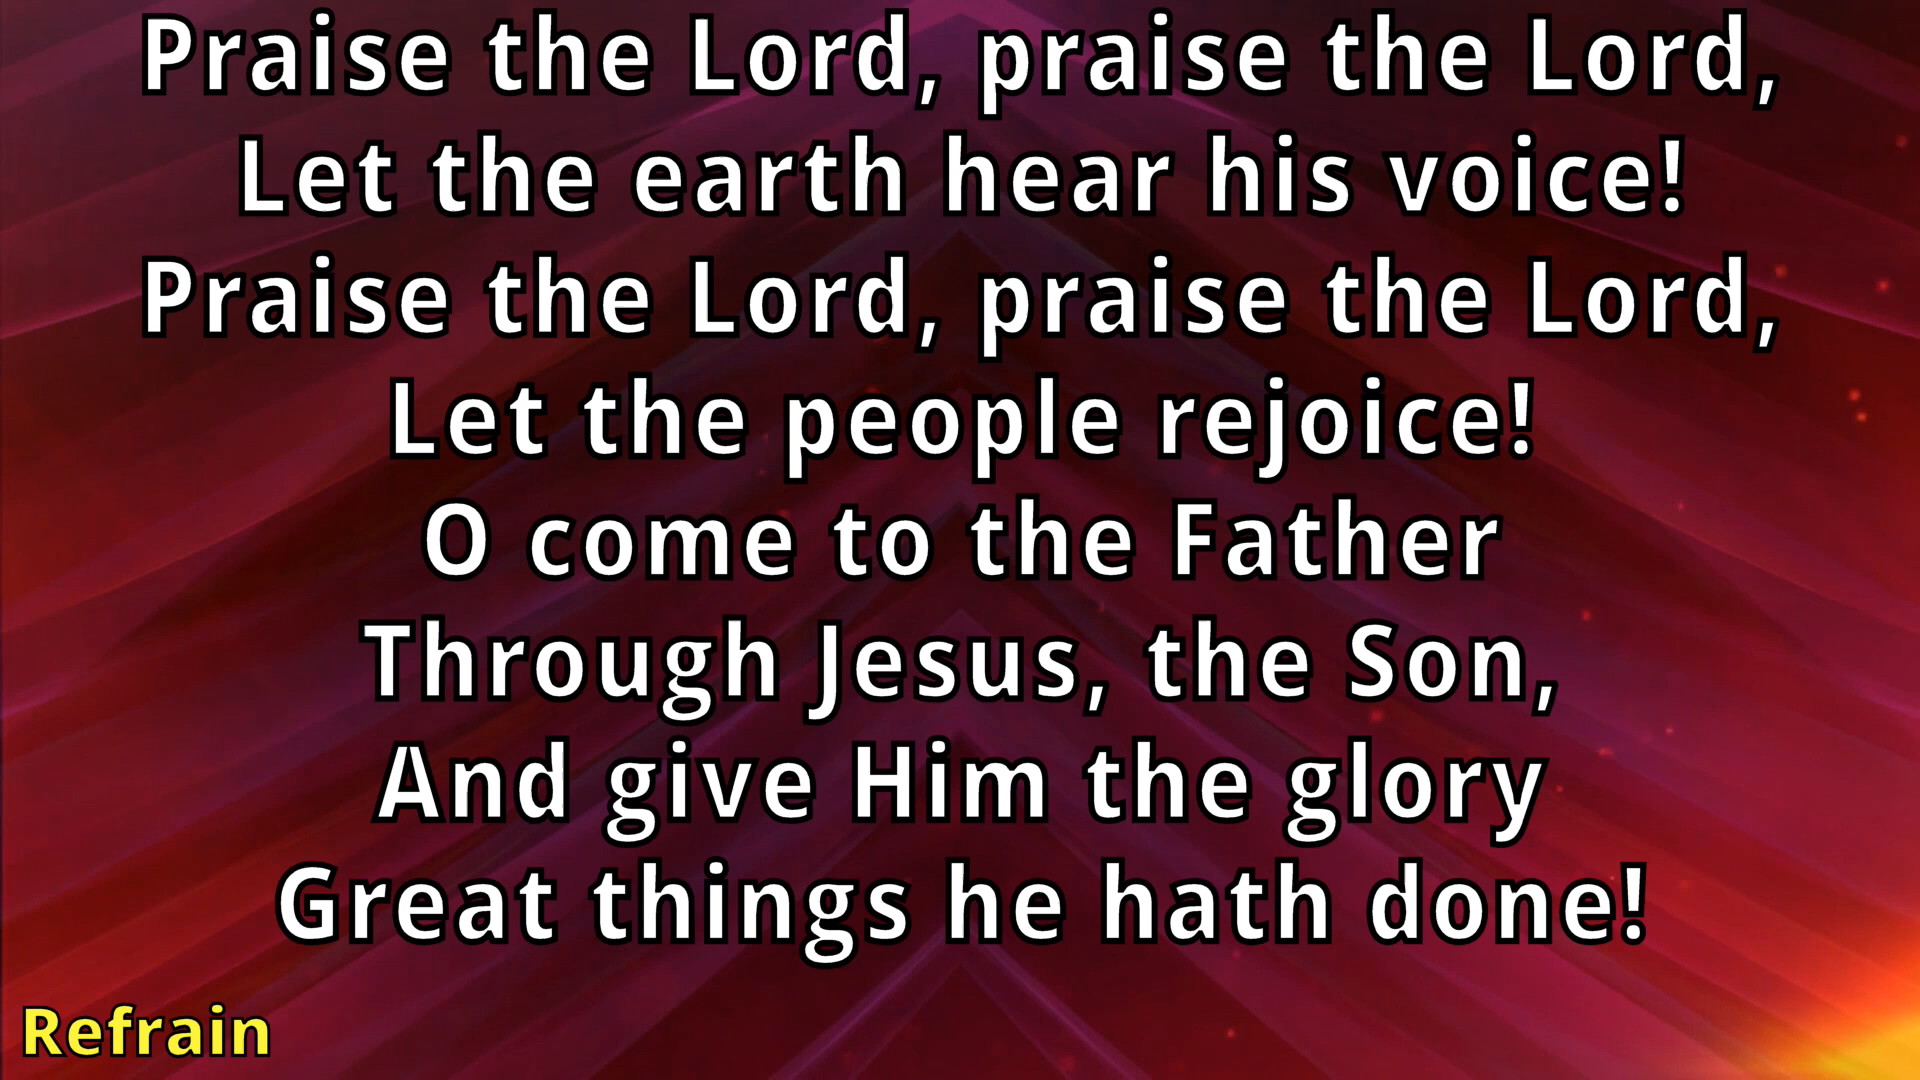 Praise the Lord, praise the Lord,
Let the earth hear his voice!
Praise the Lord, praise the Lord,
Let the people rejoice!
O come to the Father
Through Jesus, the Son,
And give Him the glory
Great things he hath done!
Refrain